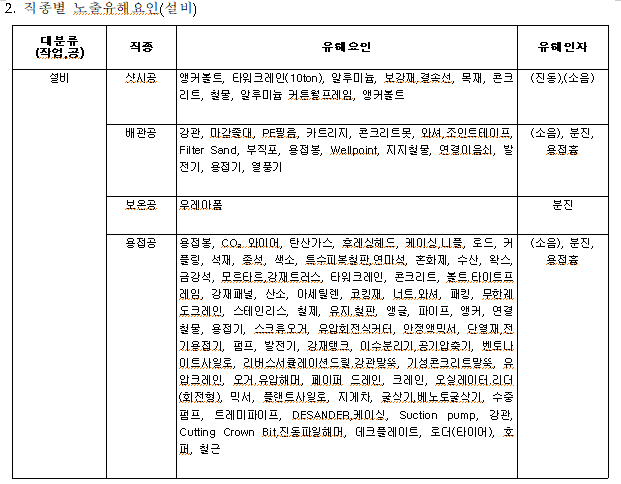 2. 직종별 노출유해요인(설비)
대분류
(작업,공)
직종
유해요인
유해인자
설비
샷시공
앵커볼트, 타워크레인(10ton), 알루미늄, 보강재,결속선, 목재, 콘크
리트, 철물, 알루미늄 커튼월프레임, 앵커볼트
(진동),(소음)
배관공
강관, 마감줄대, PE필름, 카트리지, 콘크리트못, 와셔,조인트테이프,
Filter Sand, 부직포, 용접봉, Wellpoint, 지지철물, 연결이음쇠, 발
전기, 용접기, 열풍기
(소음), 분진,
용접흄
보온공
우레아폼
분진
용접공
용접봉, CO₂ 와이어, 탄산가스, 후레싱헤드, 케이싱,니플, 로드, 커
플링, 석재, 종석, 색소, 특수피복철판,연마석, 혼화제, 수산, 왁스,
금강석, 모르타르,강재트러스, 타워크레인, 콘크리트, 볼트,타이트프
레임, 강재패널, 산소, 아세틸렌, 코킹재, 너트,와셔, 패킹, 무한궤
도크레인, 스테인리스, 철제, 유지,철판, 앵글, 파이프, 앵커, 연결
철물, 용접기, 스크류오거, 유압회전식커터, 안정액믹서, 단열재,전
기용접기, 펌프, 발전기, 강재탱크, 이수분리기,공기압축기, 벤토나
이트사일로, 리버스서큘레이션드릴,강관말뚝, 기성콘크리트말뚝, 유
압크레인, 오거,유압해머, 페이퍼 드레인, 크레인, 오실레이터,리더
(회전형), 믹서, 플랜트사일로, 지게차, 굴삭기,베노토굴삭기, 수중
펌프, 트레미파이프, DESANDER,케이싱, Suction pump, 강관,
Cutting Crown Bit,진동파일해머, 데크플레이트, 로더(타이어), 호
퍼, 철근
(소음), 분진,
용접흄